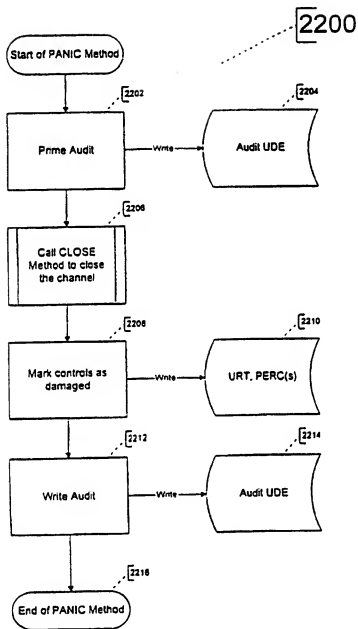 2200
Start of PANIC Method
2202
2204
Prime Audit
Write
Audit UDE
2206
Call CLOSE
Method to close
the channel
2208
2210
Mark controls as
damaged
Write
URT, PERC(s)
2212
2214
Write Audit
Write
Audit UDE
2216
End of PANIC Method